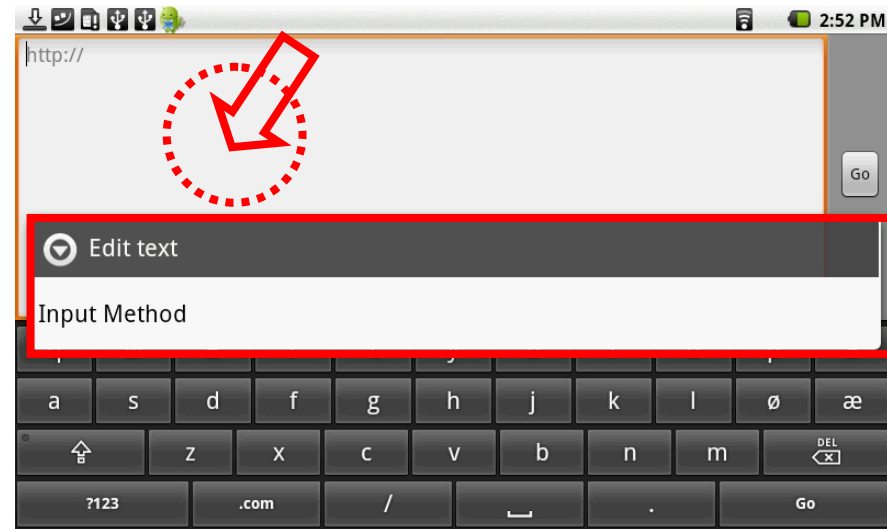 2:52 PM
http://
Go
Edit text
Input Method
a s d f g h j k l ø æ
z x c v b n m DEL
?123 .com / . Go